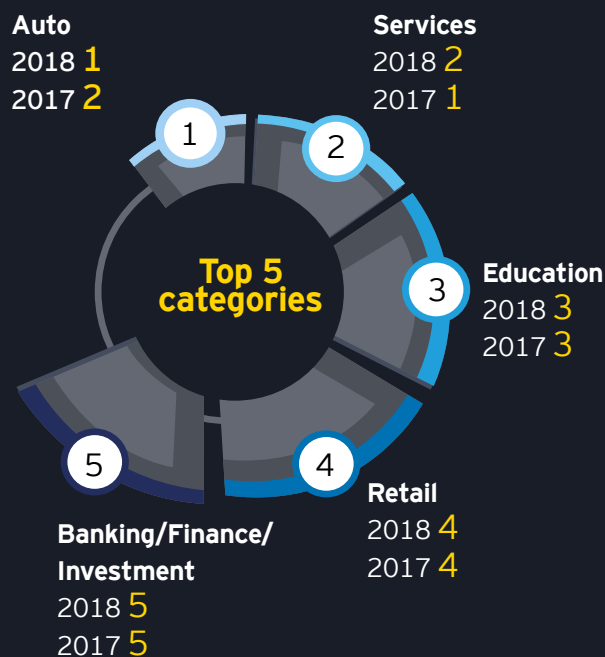 Auto
2018 1
2017 2
Services
2018 2
2017 1
1
2
Top 5
categories
3
Education
2018 3
2017 3
5
4
Retail
2018 4
2017 4
Banking/Finance/
Investment
2018 5
2017 5